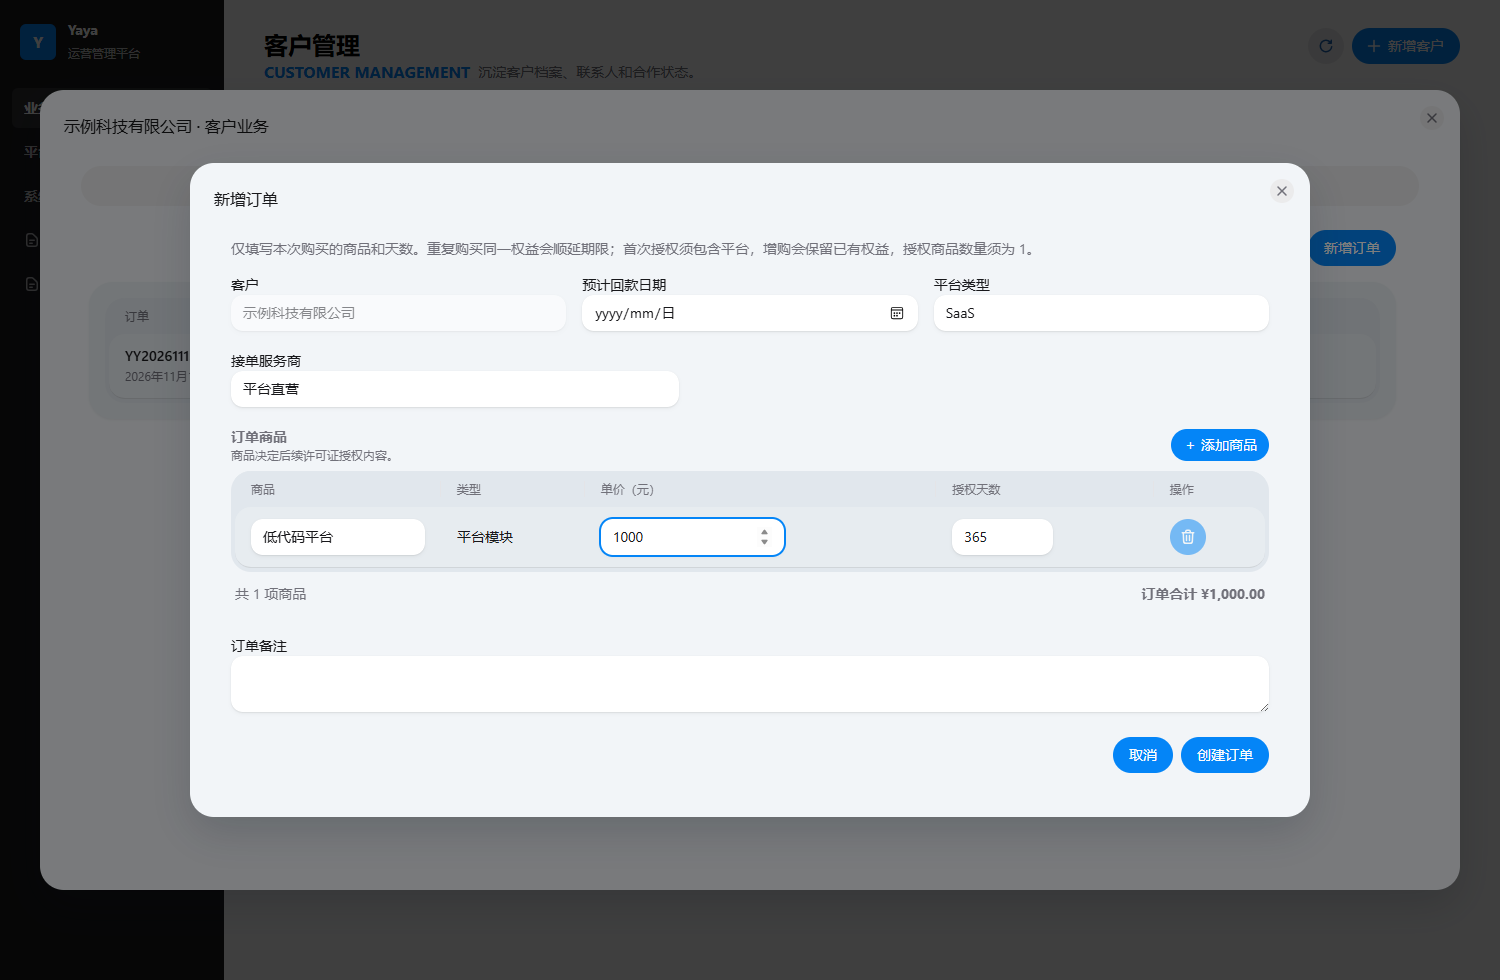 Y
Yaya
运营管理平台
客户管理
CUSTOMER MANAGEMENT 沉淀客户档案、联系人和合作状态。
+ 新增客户
示例科技有限公司 · 客户业务
新增订单
订单
YY2026111
2026年11月
新增订单
仅填写本次购买的商品和天数。重复购买同一权益会顺延期限；首次授权须包含平台，增购会保留已有权益，授权商品数量须为 1。
客户
预计回款日期
平台类型
示例科技有限公司
yyyy/mm/日
SaaS
接单服务商
平台直营
订单商品
商品决定后续许可证授权内容。
+ 添加商品
商品 类型 单价（元） 授权天数 操作
低代码平台 平台模块 1000 365
共 1 项商品
订单合计 ¥1,000.00
订单备注
取消
创建订单